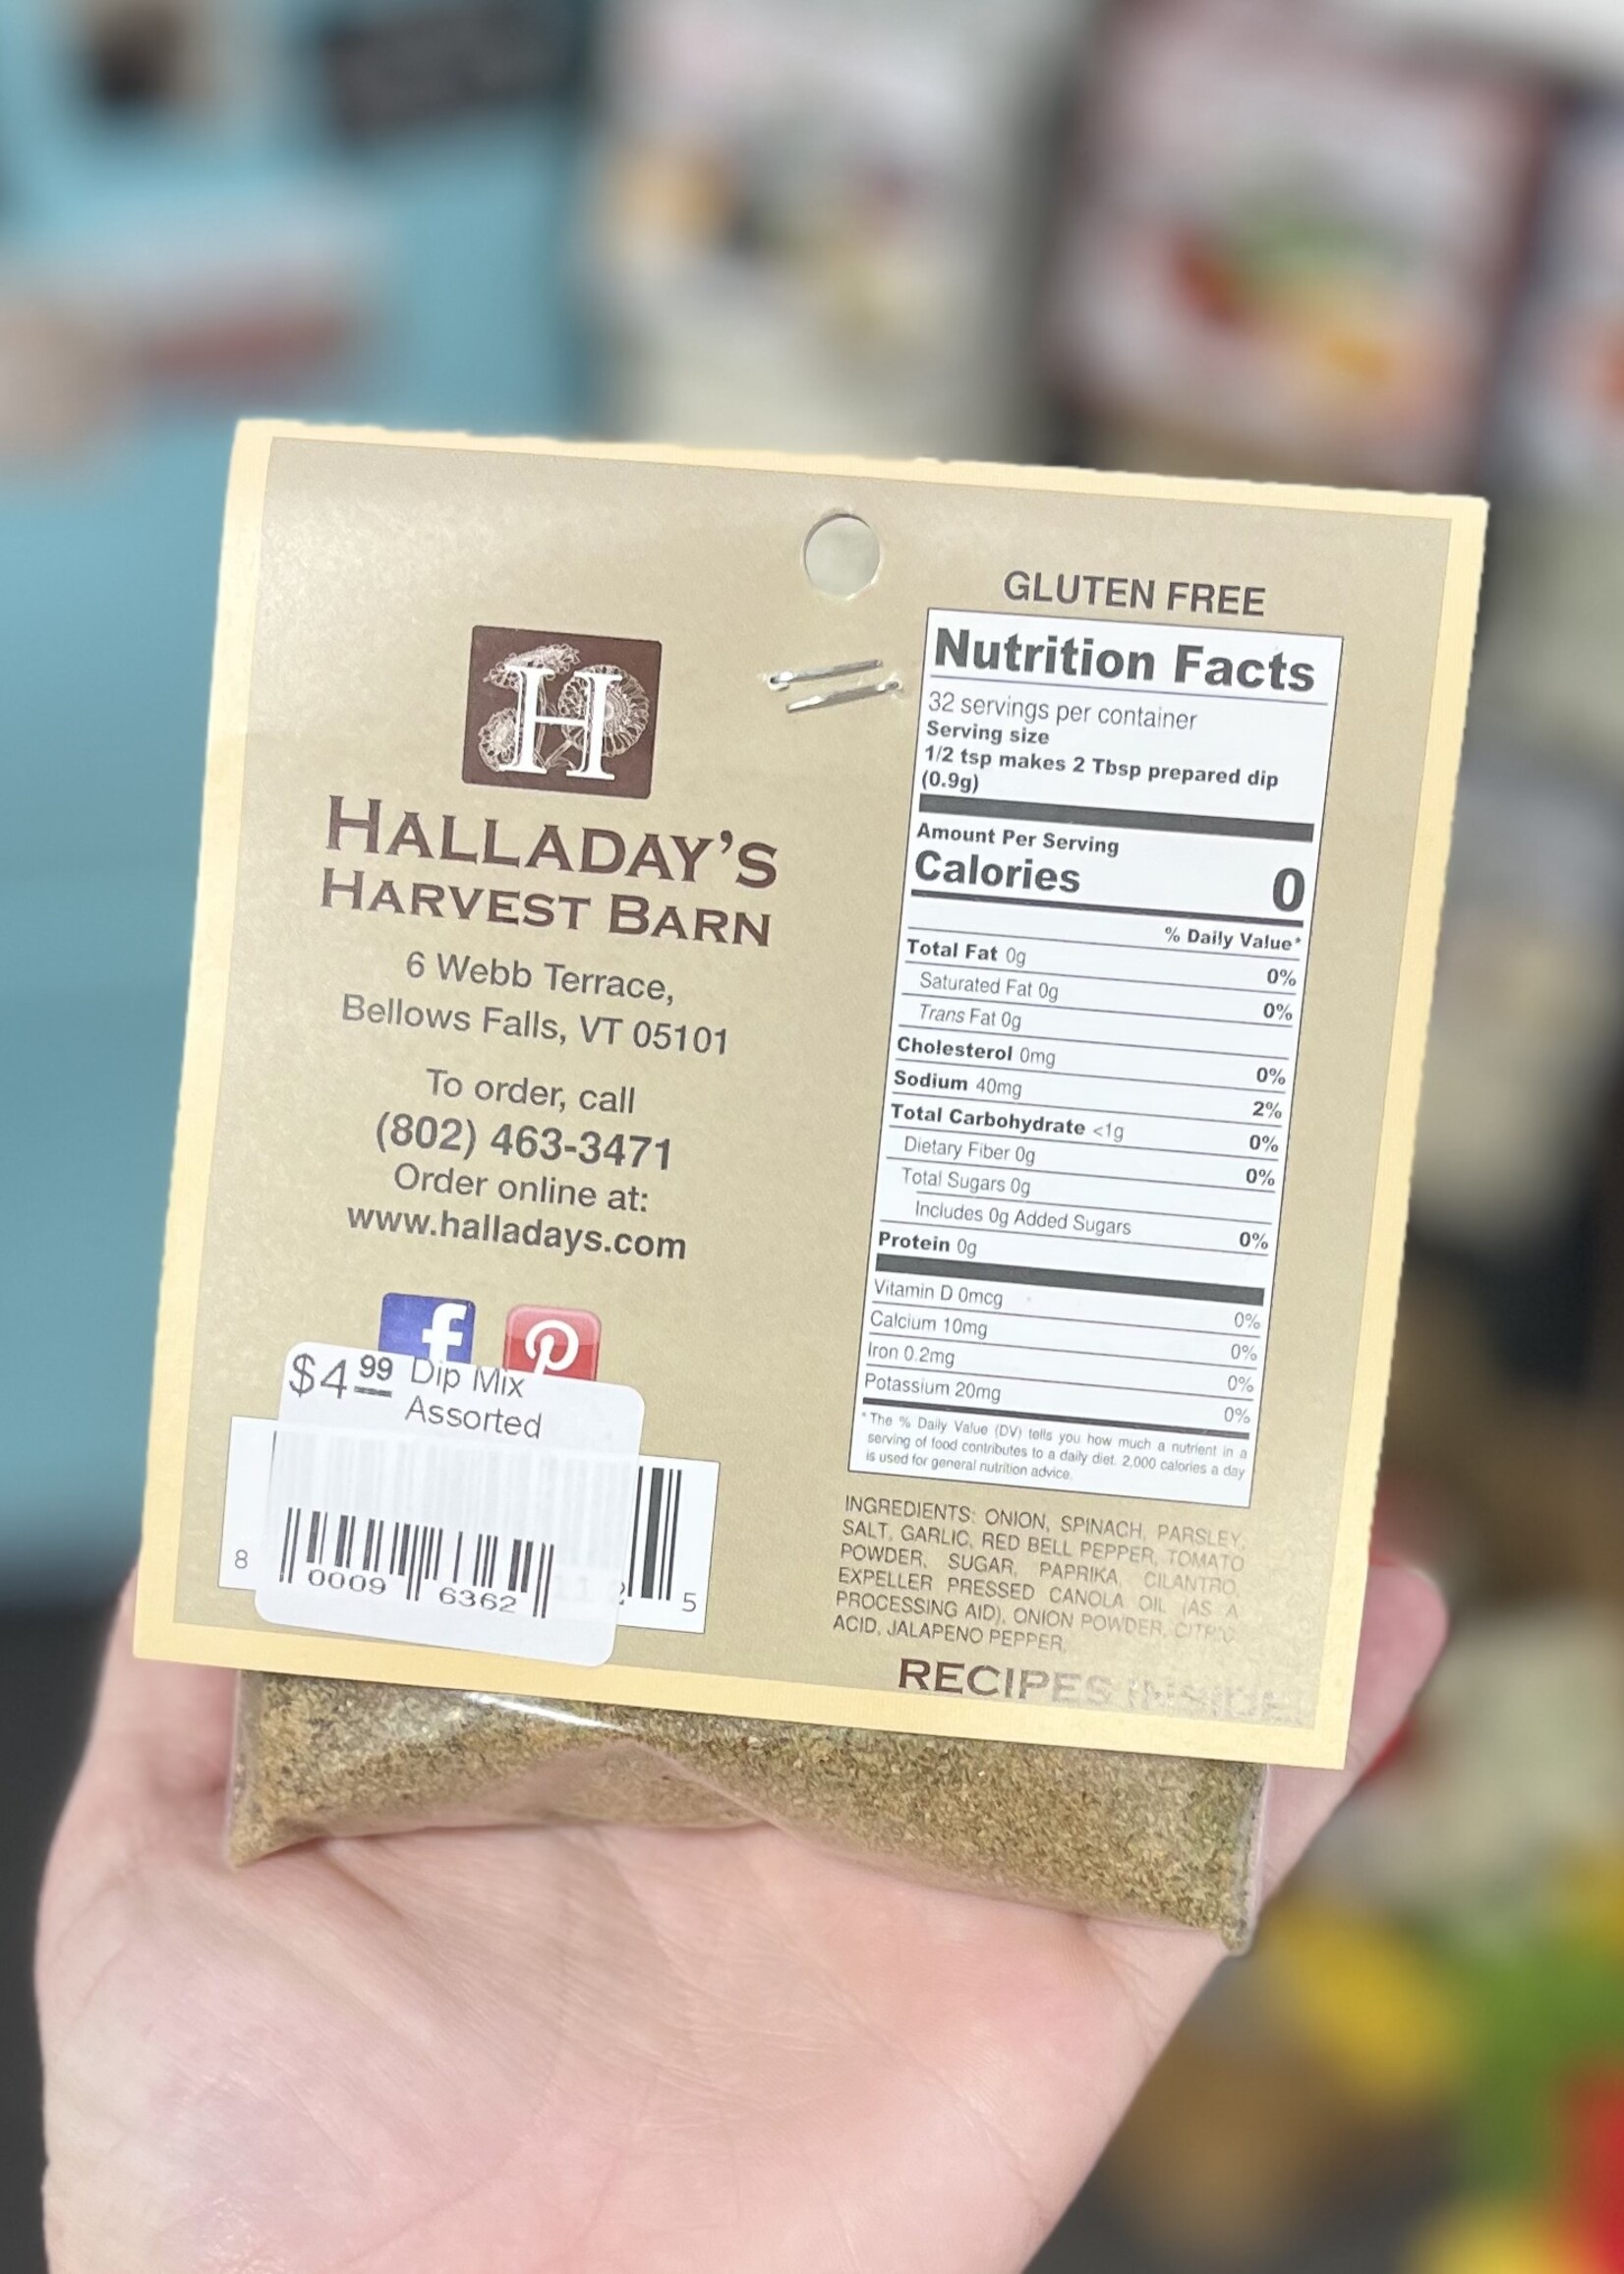 H
HALLADAY'S
HARVEST BARN
6 Webb Terrace,
Bellows Falls, VT 05101
To order, call
(802) 463-3471
Order online at:
www.halladays.com
f
$4.99 Dip Mix
Assorted
0009 6362
8
2
5
GLUTEN FREE
Nutrition Facts
32 servings per container
Serving size
1/2 tsp makes 2 Tbsp prepared dip
(0.9g)
Amount Per Serving
Calories 0
% Daily Value*
Total Fat 0g 0%
Saturated Fat 0g 0%
Trans Fat 0g
Cholesterol 0mg 0%
Sodium 40mg 2%
Total Carbohydrate <1g 0%
Dietary Fiber 0g 0%
Total Sugars 0g
Includes 0g Added Sugars 0%
Protein 0g
Vitamin D 0mcg 0%
Calcium 10mg 0%
Iron 0.2mg 0%
Potassium 20mg 0%
*The % Daily Value (DV) tells you how much a nutrient in a
serving of food contributes to a daily diet. 2,000 calories a day
is used for general nutrition advice.
INGREDIENTS: ONION, SPINACH, PARSLEY,
SALT, GARLIC, RED BELL PEPPER, TOMATO
POWDER, SUGAR, PAPRIKA, CILANTRO,
EXPELLER PRESSED CANOLA OIL (AS A
PROCESSING AID), ONION POWDER, CITRIC
ACID, JALAPENO PEPPER.
RECIPES INSIDE